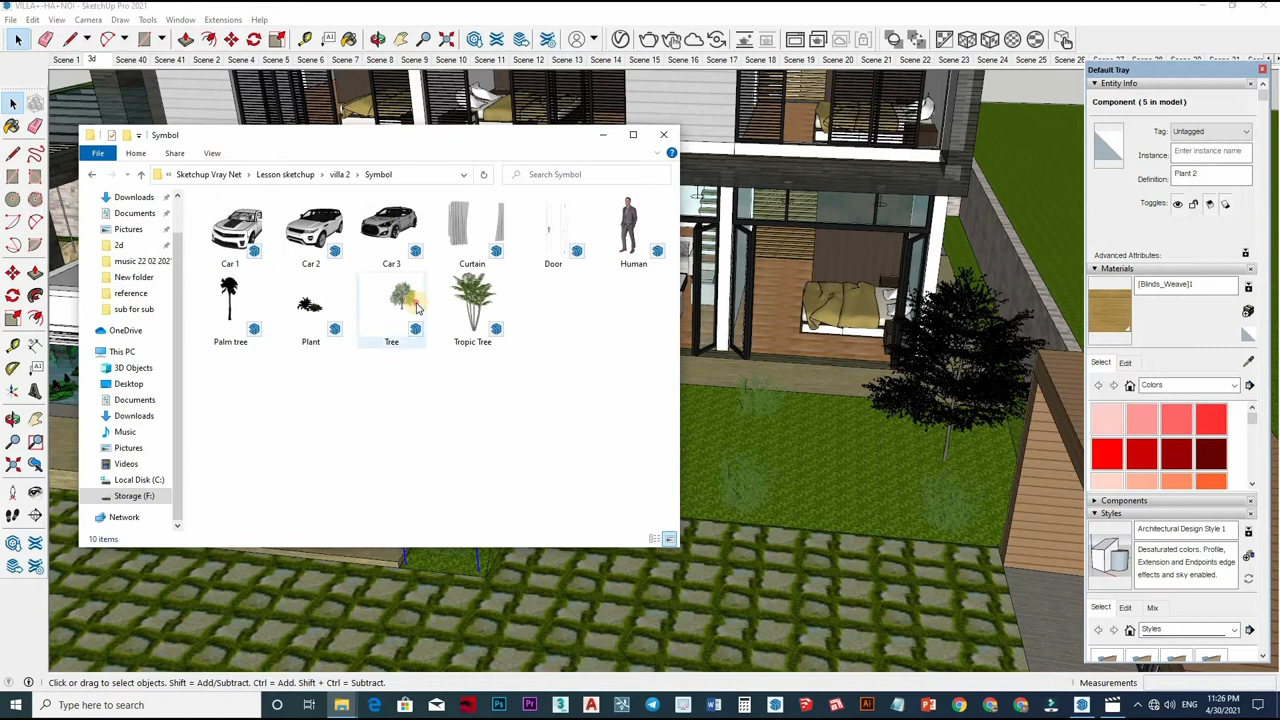 VILLA+-HA+NOI - SketchUp Pro 2021
File Edit View Camera Draw Tools Window Extensions Help
Scene 1 3d Scene 40 Scene 41 Scene 2 Scene 4 Scene 5 Scene 6 Scene 7 Scene 8 Scene 9 Scene 10 Scene 11 Scene 12 Scene 13 Scene 14 Scene 15 Scene 16 Scene 17 Scene 18 Scene 19 Scene 20 Scene 21 Scene 22 Scene 23 Scene 24 Scene 25
Default Tray
Entity Info
Component (5 in model)
Tag: Untagged
Instance: Enter instance name
Definition: Plant 2
Toggles:
Advanced Attributes:
Materials
[Blinds_Weave]1
Select Edit
Colors
Components
Styles
Architectural Design Style 1
Desaturated colors. Profile,
Extension and Endpoints edge
effects and sky enabled.
Select Edit Mix
Styles
Symbol
File Home Share View
« Sketchup Vray Net › Lesson sketchup › villa 2 › Symbol
Search Symbol
Downloads
Documents
Pictures
2d
music 22 02 202
New folder
reference
sub for sub
OneDrive
This PC
3D Objects
Desktop
Documents
Downloads
Music
Pictures
Videos
Local Disk (C:)
Storage (F:)
Network
Car 1 Car 2 Car 3 Curtain Door Human
Palm tree Plant Tree Tropic Tree
10 items
Click or drag to select objects. Shift = Add/Subtract. Ctrl = Add. Shift + Ctrl = Subtract.
Measurements
Type here to search
11:26 PM
4/30/2021